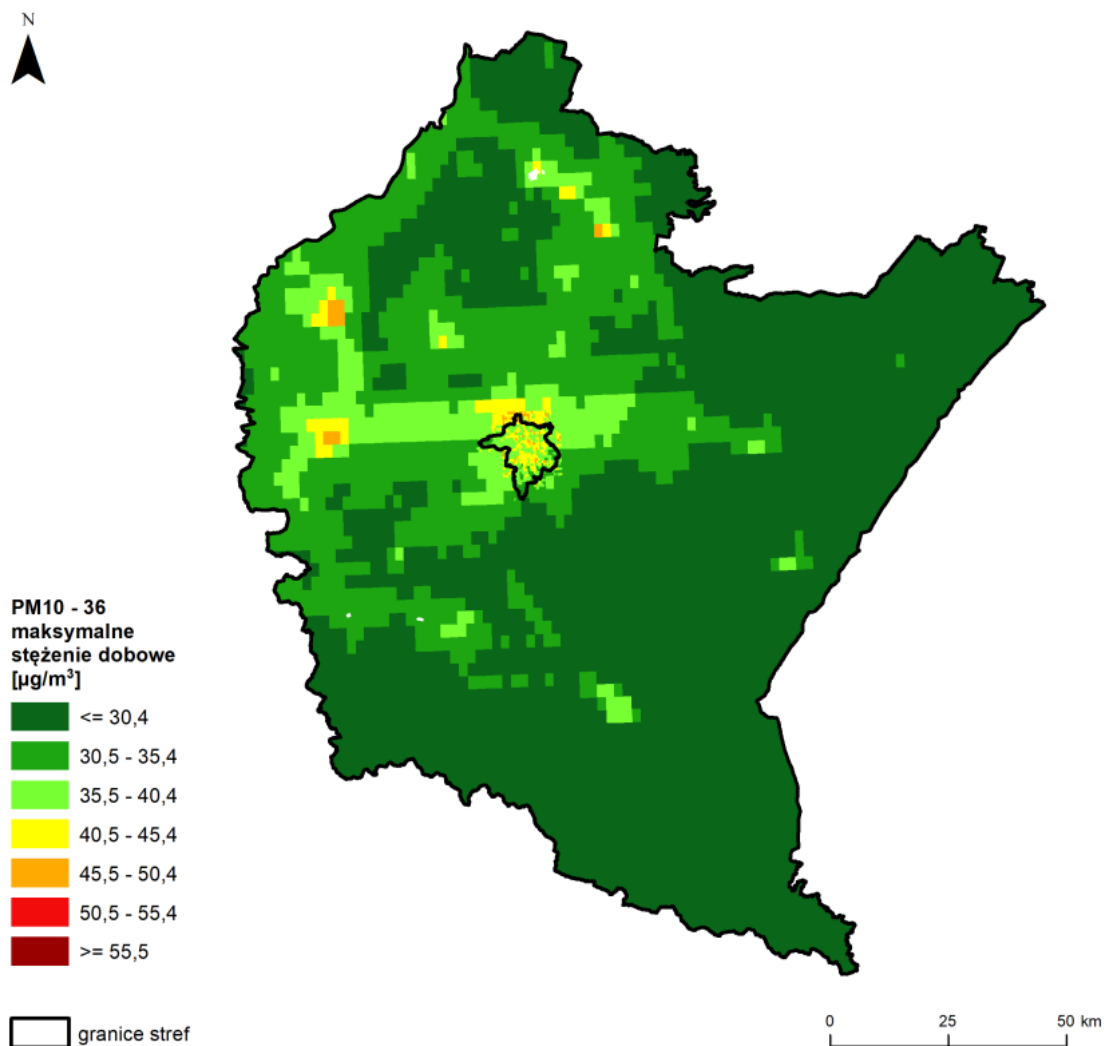 N
PM10 - 36
maksymalne
stężenie dobowe
[µg/m³]
<= 30,4
30,5 - 35,4
35,5 - 40,4
40,5 - 45,4
45,5 - 50,4
50,5 - 55,4
>= 55,5
granice stref
0 25 50 km